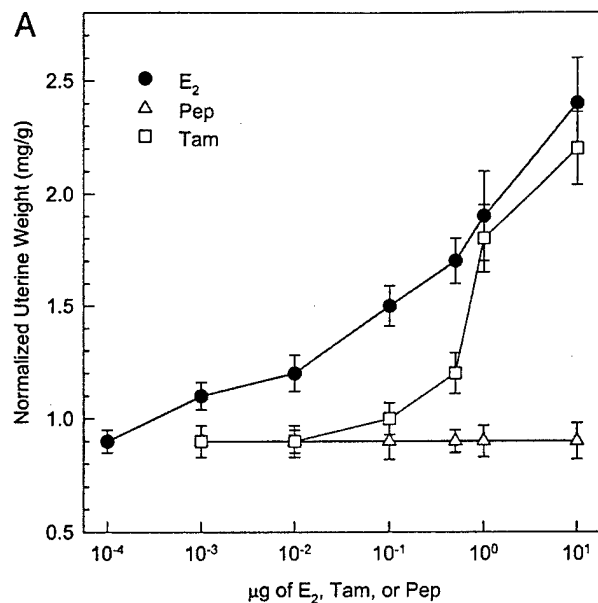 A
E₂
Pep
Tam
Normalized Uterine Weight (mg/g)
2.5
2.0
1.5
1.0
0.5
10⁻⁴ 10⁻³ 10⁻² 10⁻¹ 10⁰ 10¹
μg of E₂, Tam, or Pep